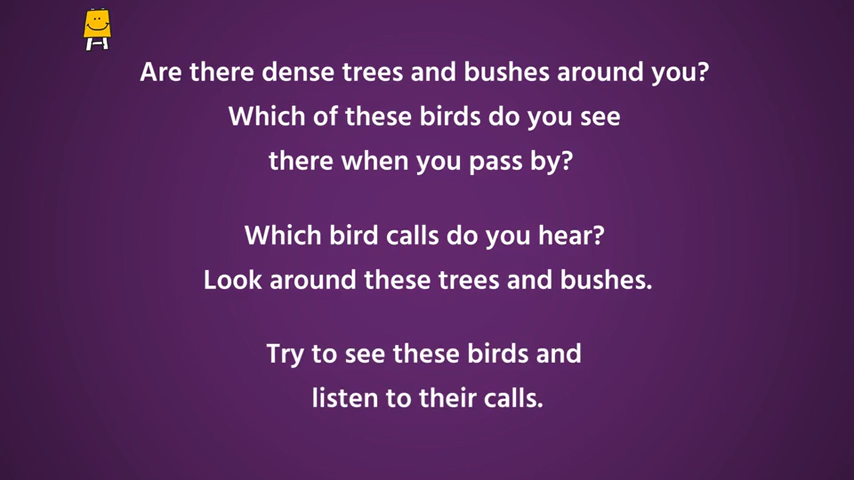 Are there dense trees and bushes around you?
Which of these birds do you see
there when you pass by?
Which bird calls do you hear?
Look around these trees and bushes.
Try to see these birds and
listen to their calls.